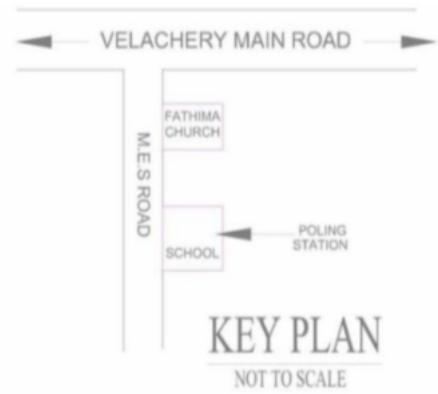 VELACHERY MAIN ROAD
FATHIMA
CHURCH
M.E.S ROAD
POLING
STATION
SCHOOL
KEY PLAN
NOT TO SCALE